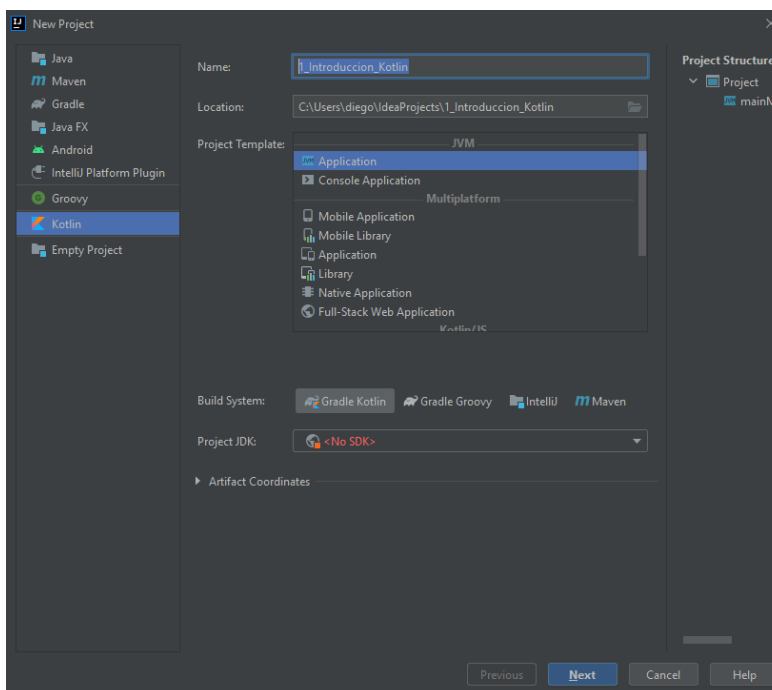 New Project
Java
Maven
Gradle
Java FX
Android
IntelliJ Platform Plugin
Groovy
Kotlin
Empty Project
Name:
1_Introduccion_Kotlin
Location:
C:\Users\diego\IdeaProjects\1_Introduccion_Kotlin
Project Template:
JVM
Application
Console Application
Multiplatform
Mobile Application
Mobile Library
Application
Library
Native Application
Full-Stack Web Application
Kotlin/JS
Build System:
Gradle Kotlin
Gradle Groovy
IntelliJ
Maven
Project JDK:
<No SDK>
Artifact Coordinates
Project Structure
Project
mainM
Previous
Next
Cancel
Help